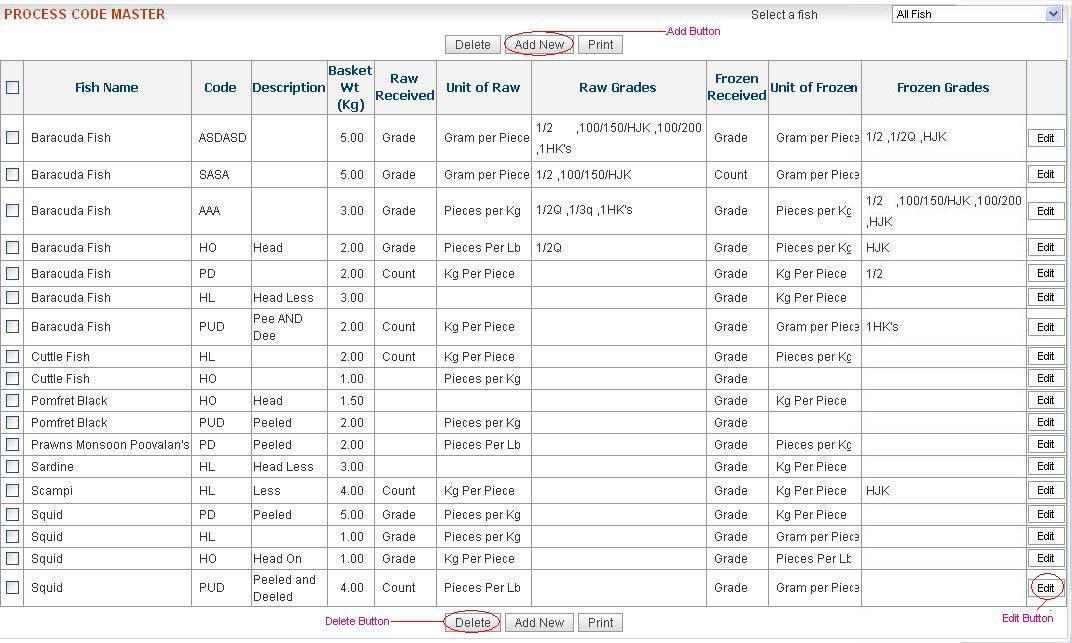 PROCESS CODE MASTER Select a fish All Fish
Delete Add New Print Add Button
Fish Name Code Description Basket Wt (Kg) Raw Received Unit of Raw Raw Grades Frozen Received Unit of Frozen Frozen Grades
Baracuda Fish ASDASD 5.00 Grade Gram per Piece 1/2 ,100/150/HJK ,100/200 ,1HK's Grade Gram per Piece 1/2 ,1/2Q ,HJK Edit
Baracuda Fish SASA 5.00 Grade Gram per Piece 1/2 ,100/150/HJK Count Gram per Piece Edit
Baracuda Fish AAA 3.00 Grade Pieces per Kg 1/2Q ,1/3q ,1HK's Grade Pieces per Kg 1/2 ,100/150/HJK ,100/200 ,HJK Edit
Baracuda Fish HO Head 2.00 Grade Pieces Per Lb 1/2Q Grade Pieces per Kg HJK Edit
Baracuda Fish PD 2.00 Count Kg Per Piece Grade Kg Per Piece 1/2 Edit
Baracuda Fish HL Head Less 3.00 Grade Kg Per Piece Edit
Baracuda Fish PUD Pee AND Dee 2.00 Count Kg Per Piece Grade Gram per Piece 1HK's Edit
Cuttle Fish HL 2.00 Count Kg Per Piece Grade Pieces per Kg Edit
Cuttle Fish HO 1.00 Pieces per Kg Grade Edit
Pomfret Black HO Head 1.50 Grade Kg Per Piece Edit
Pomfret Black PUD Peeled 2.00 Pieces per Kg Grade Edit
Prawns Monsoon Poovalan's PD Peeled 2.00 Pieces Per Lb Grade Pieces per Kg Edit
Sardine HL Head Less 3.00 Grade Kg Per Piece Edit
Scampi HL Less 4.00 Count Kg Per Piece Grade Kg Per Piece HJK Edit
Squid PD Peeled 5.00 Grade Pieces per Kg Grade Kg Per Piece Edit
Squid HL 1.00 Grade Pieces per Kg Grade Gram per Piece Edit
Squid HO Head On 1.00 Grade Kg Per Piece Grade Pieces Per Lb Edit
Squid PUD Peeled and Deeled 4.00 Count Pieces Per Lb Grade Gram per Piece Edit
Delete Button Delete Add New Print Edit Button